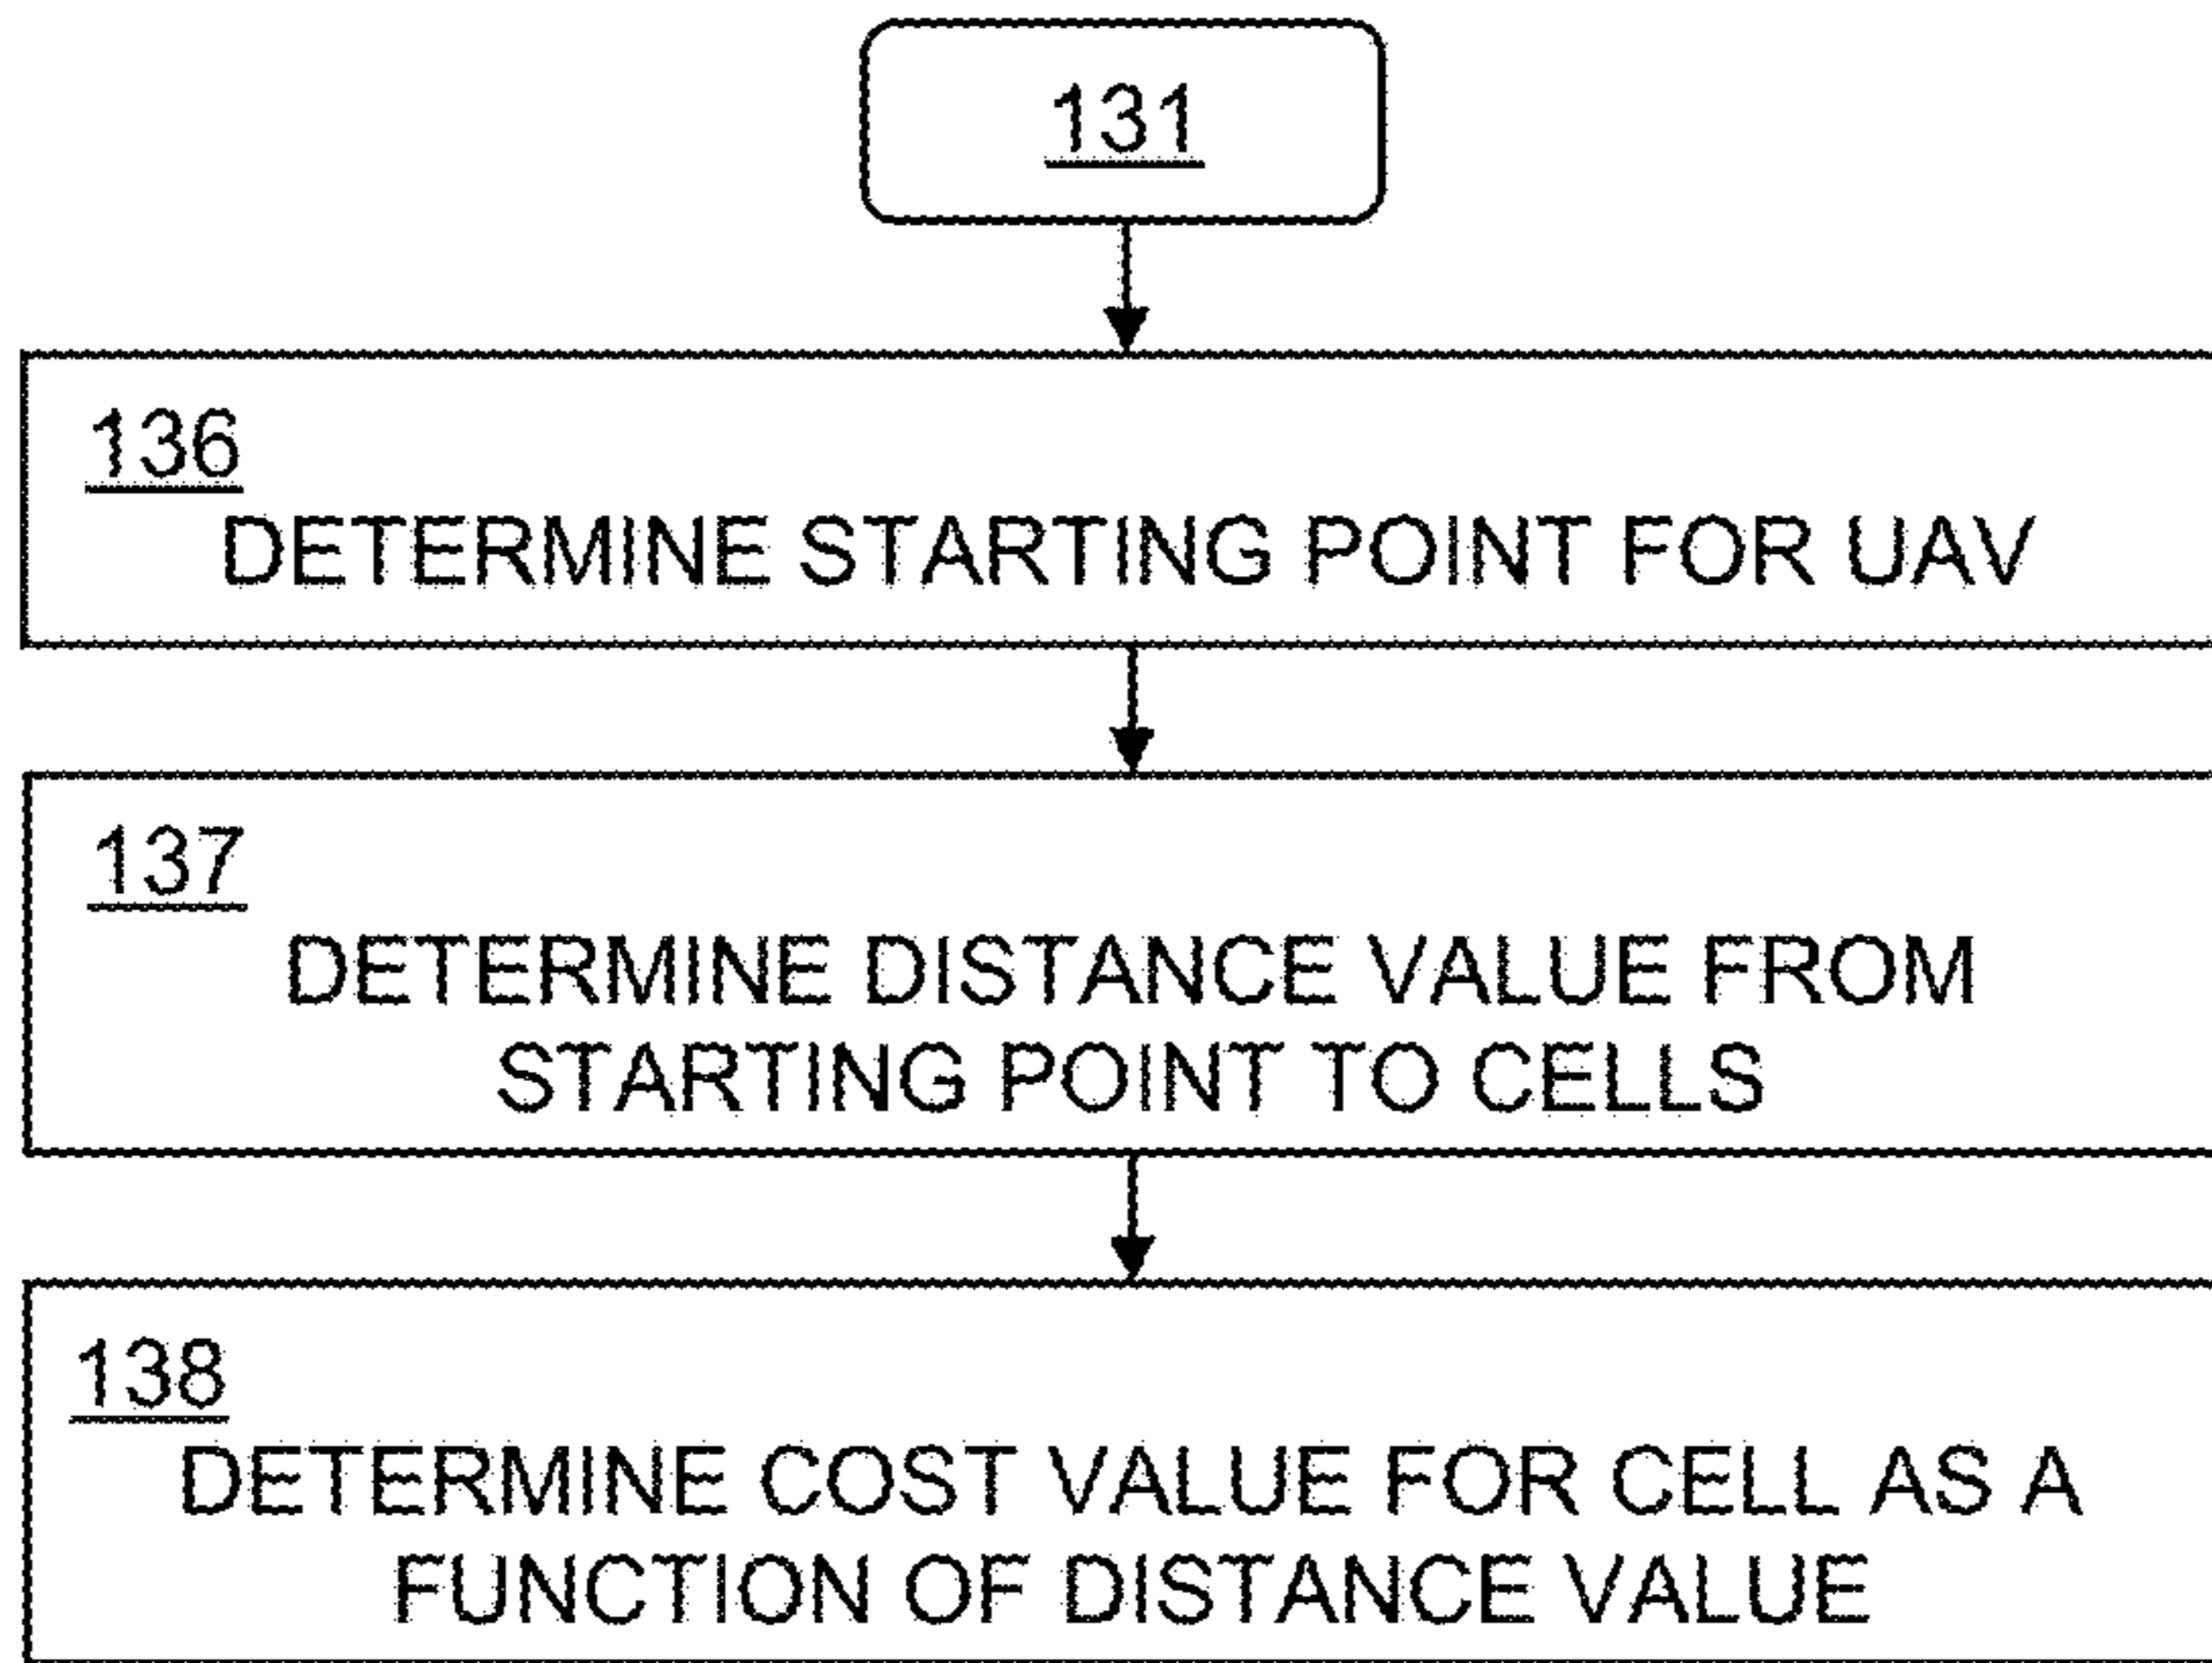 131
136
DETERMINE STARTING POINT FOR UAV
137
DETERMINE DISTANCE VALUE FROM
STARTING POINT TO CELLS
138
DETERMINE COST VALUE FOR CELL AS A
FUNCTION OF DISTANCE VALUE